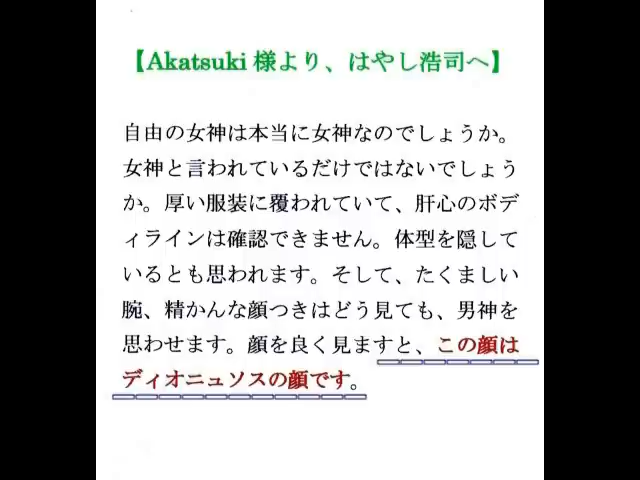 【Akatsuki 様より、はやし浩司へ】
自由の女神は本当に女神なのでしょうか。
女神と言われているだけではないでしょう
か。厚い服装に覆われていて、肝心のボデ
ィラインは確認できません。体型を隠して
いるとも思われます。そして、たくましい
腕、精かんな顔つきはどう見ても、男神を
思わせます。顔を良く見ますと、この顔は
ディオニュソスの顔です。